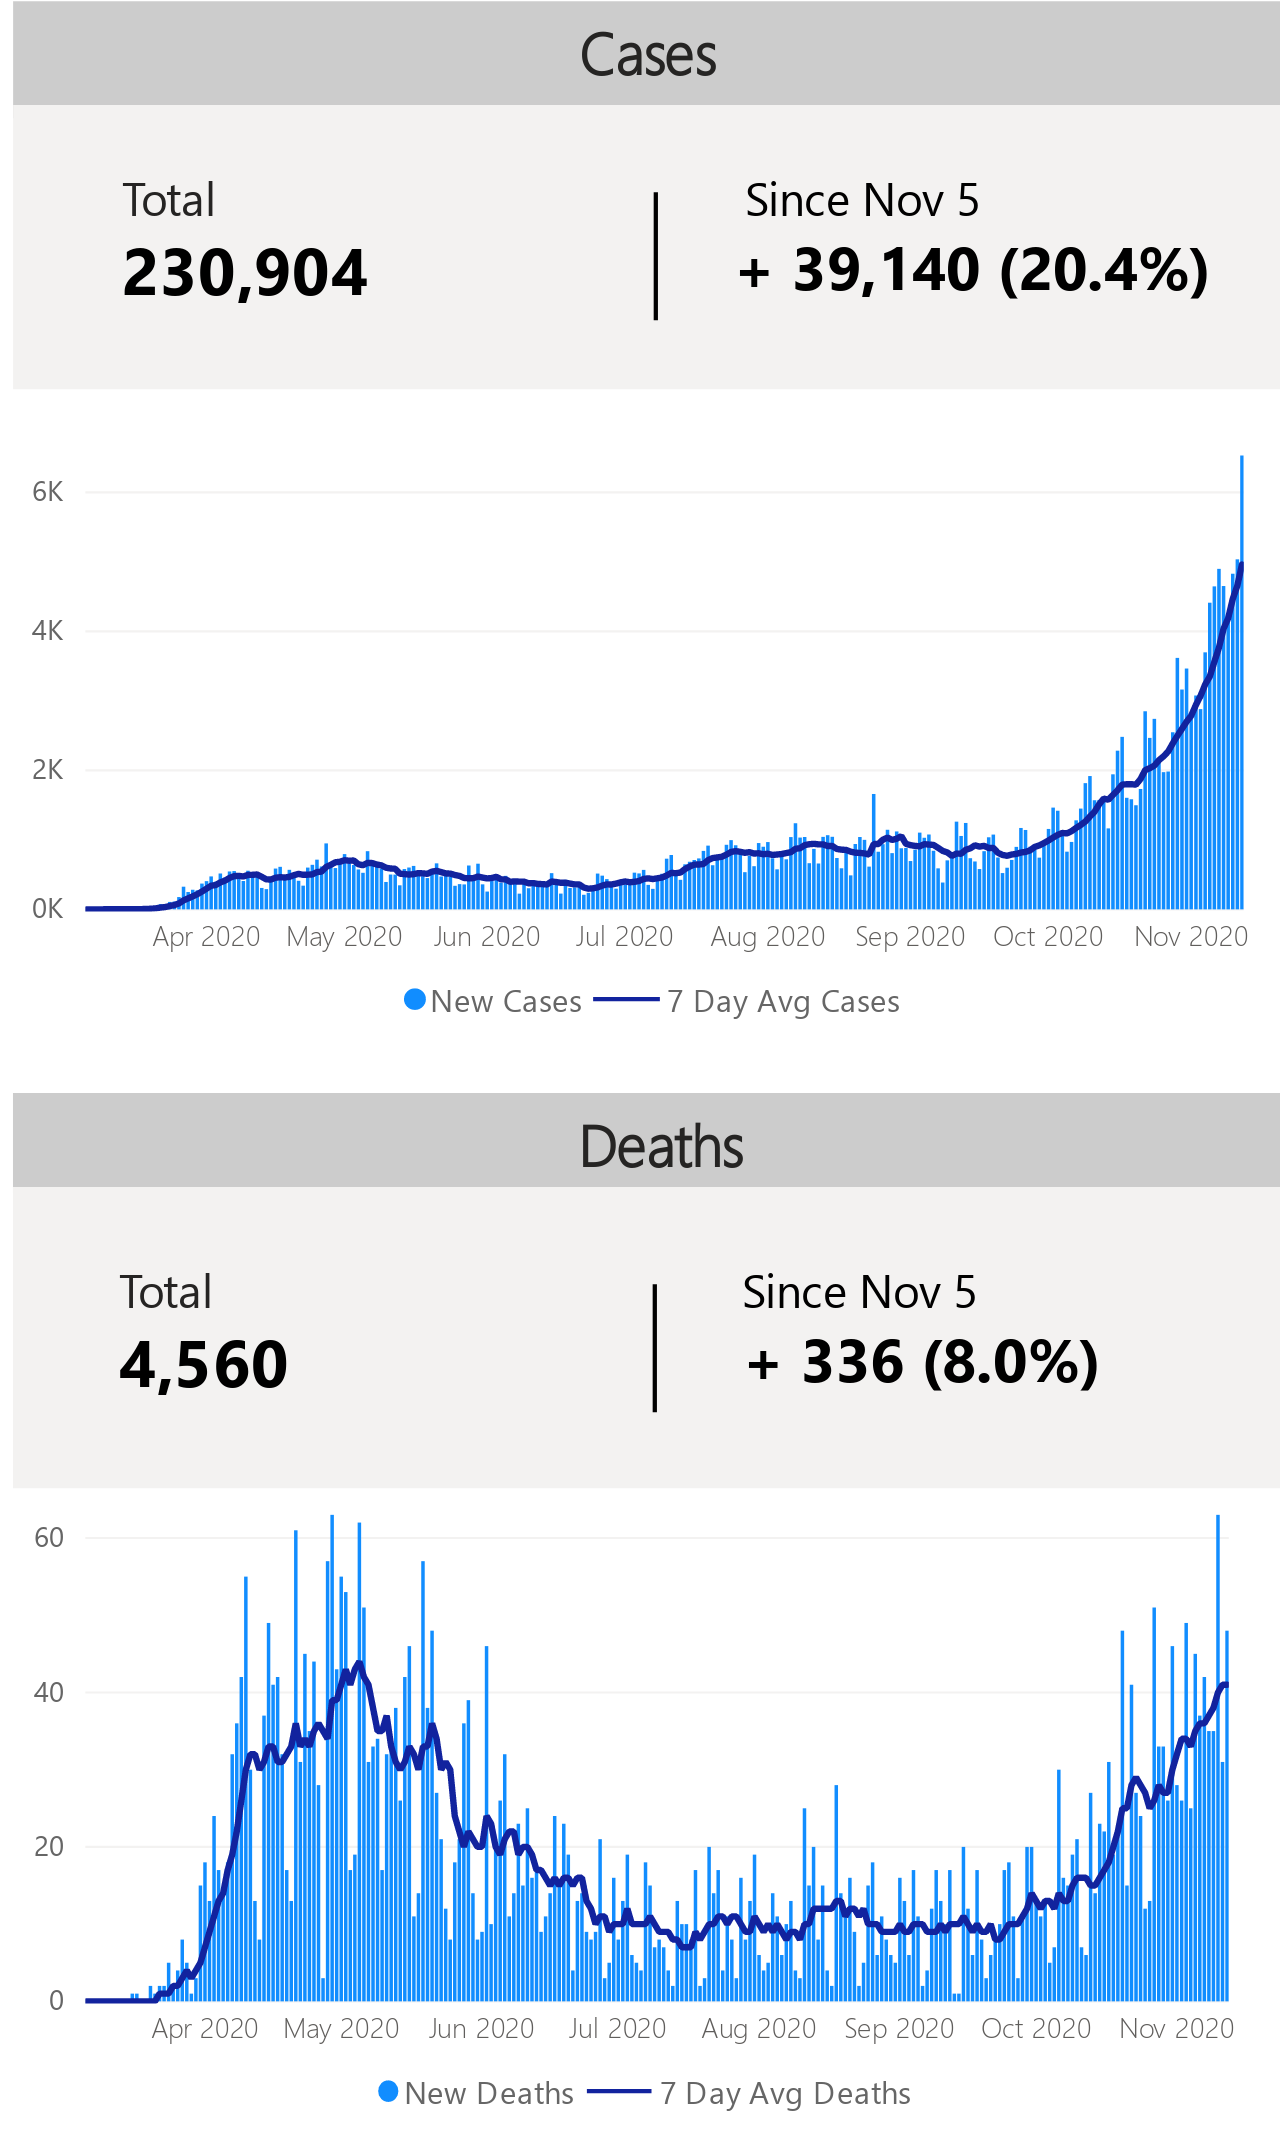 Cases
Total
Since Nov 5
230,904
+ 39,140 (20.4%)
6K
4K
2K
0K
Apr 2020 May 2020 Jun 2020 Jul 2020 Aug 2020 Sep 2020 Oct 2020 Nov 2020
New Cases 7 Day Avg Cases
Deaths
Total
Since Nov 5
4,560
+ 336 (8.0%)
60
40
20
0
Apr 2020 May 2020 Jun 2020 Jul 2020 Aug 2020 Sep 2020 Oct 2020 Nov 2020
New Deaths 7 Day Avg Deaths